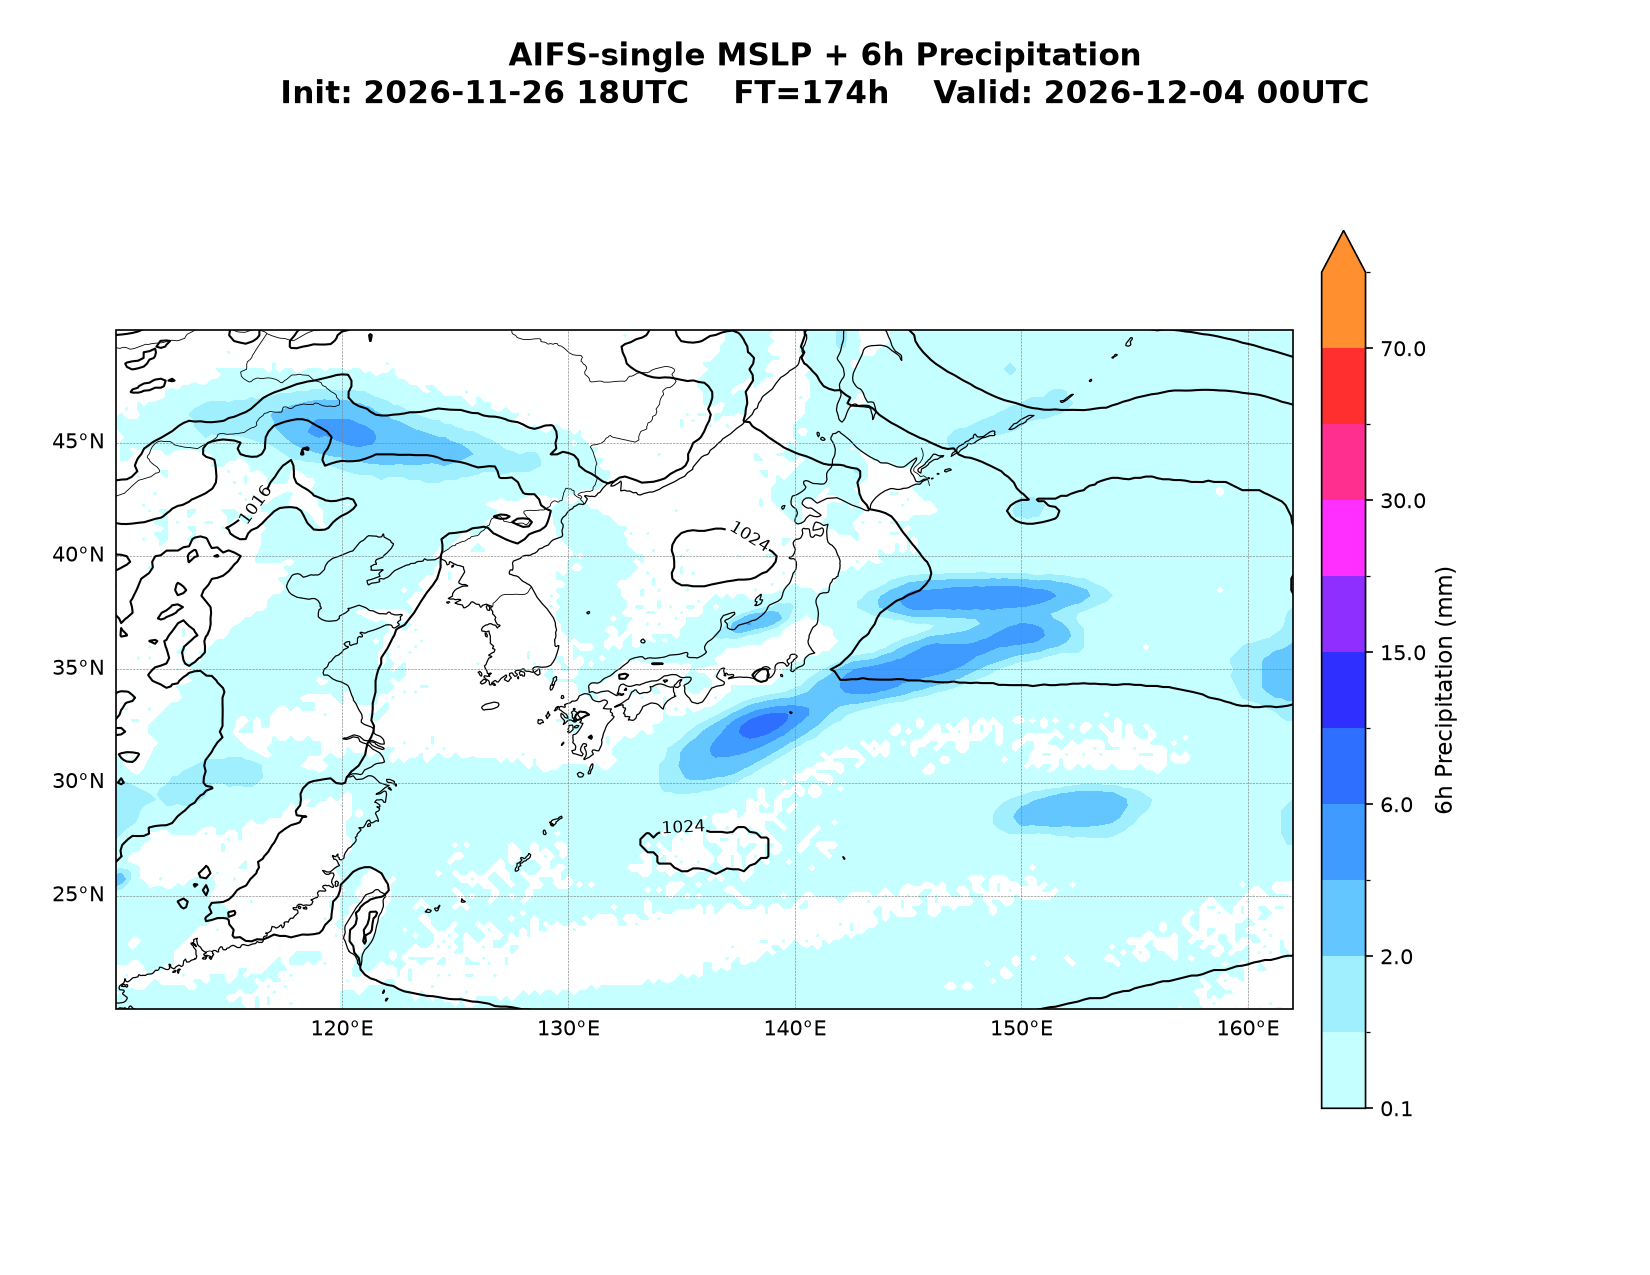 AIFS-single MSLP + 6h Precipitation
Init: 2026-11-26 18UTC    FT=174h    Valid: 2026-12-04 00UTC
45°N
40°N
35°N
30°N
25°N
120°E
130°E
140°E
150°E
160°E
1016
1024
1024
70.0
30.0
15.0
6.0
2.0
0.1
6h Precipitation (mm)